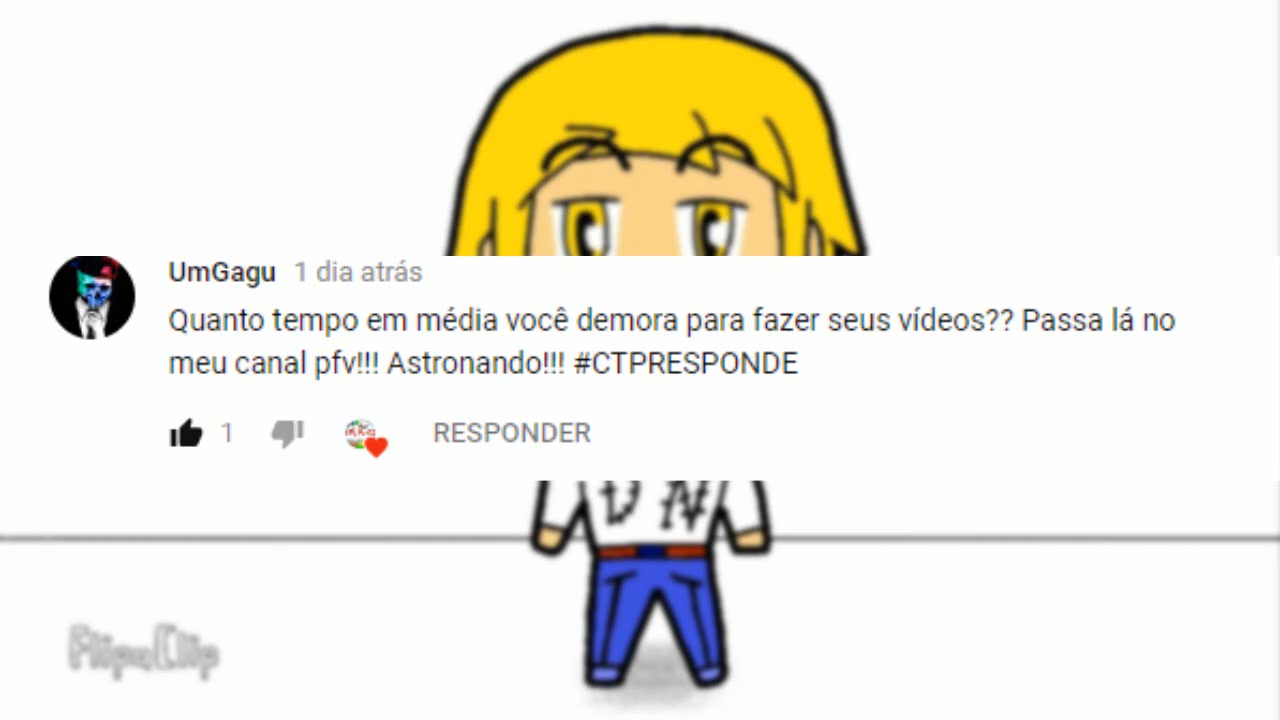 UmGagu 1 dia atrás
Quanto tempo em média você demora para fazer seus vídeos?? Passa lá no
meu canal pfv!!! Astronando!!! #CTPRESPONDE
1 RESPONDER
FlipaClip